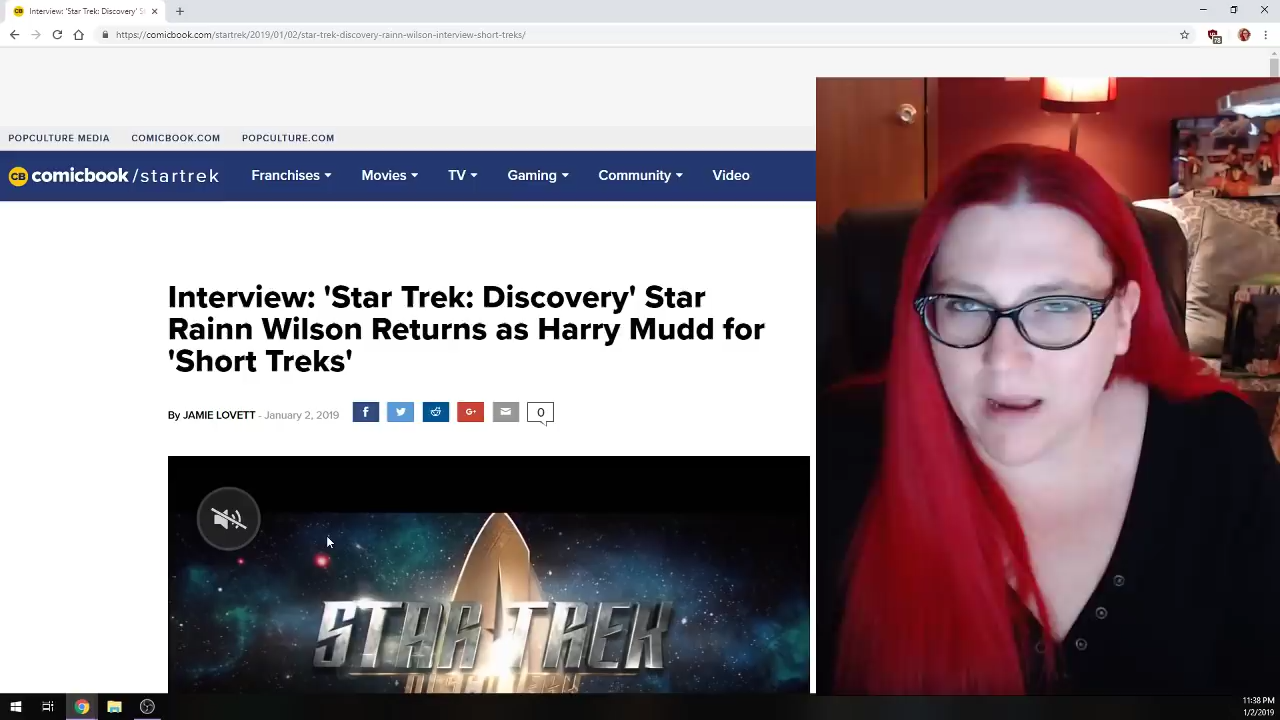 Interview: 'Star Trek: Discovery' S
https://comicbook.com/startrek/2019/01/02/star-trek-discovery-rainn-wilson-interview-short-treks/
POPCULTURE MEDIA COMICBOOK.COM POPCULTURE.COM
CB comicbook/startrek Franchises Movies TV Gaming Community Video
Interview: 'Star Trek: Discovery' Star
Rainn Wilson Returns as Harry Mudd for
'Short Treks'
By JAMIE LOVETT - January 2, 2019 f G+ 0
STAR TREK
11:38 PM
1/2/2019